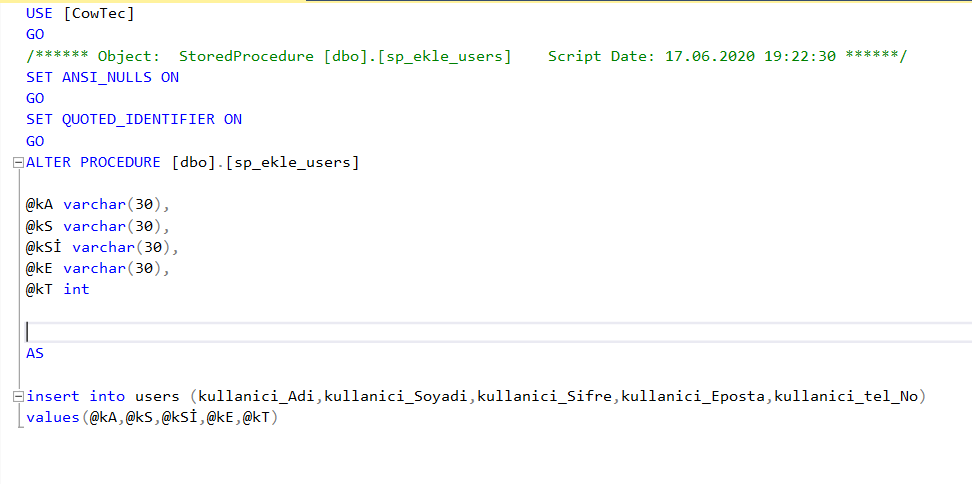 USE [CowTec]
GO
/****** Object:  StoredProcedure [dbo].[sp_ekle_users]    Script Date: 17.06.2020 19:22:30 ******/
SET ANSI_NULLS ON
GO
SET QUOTED_IDENTIFIER ON
GO
ALTER PROCEDURE [dbo].[sp_ekle_users]
@kA varchar(30),
@kS varchar(30),
@kSİ varchar(30),
@kE varchar(30),
@kT int
AS
insert into users (kullanici_Adi,kullanici_Soyadi,kullanici_Sifre,kullanici_Eposta,kullanici_tel_No)
values(@kA,@kS,@kSİ,@kE,@kT)